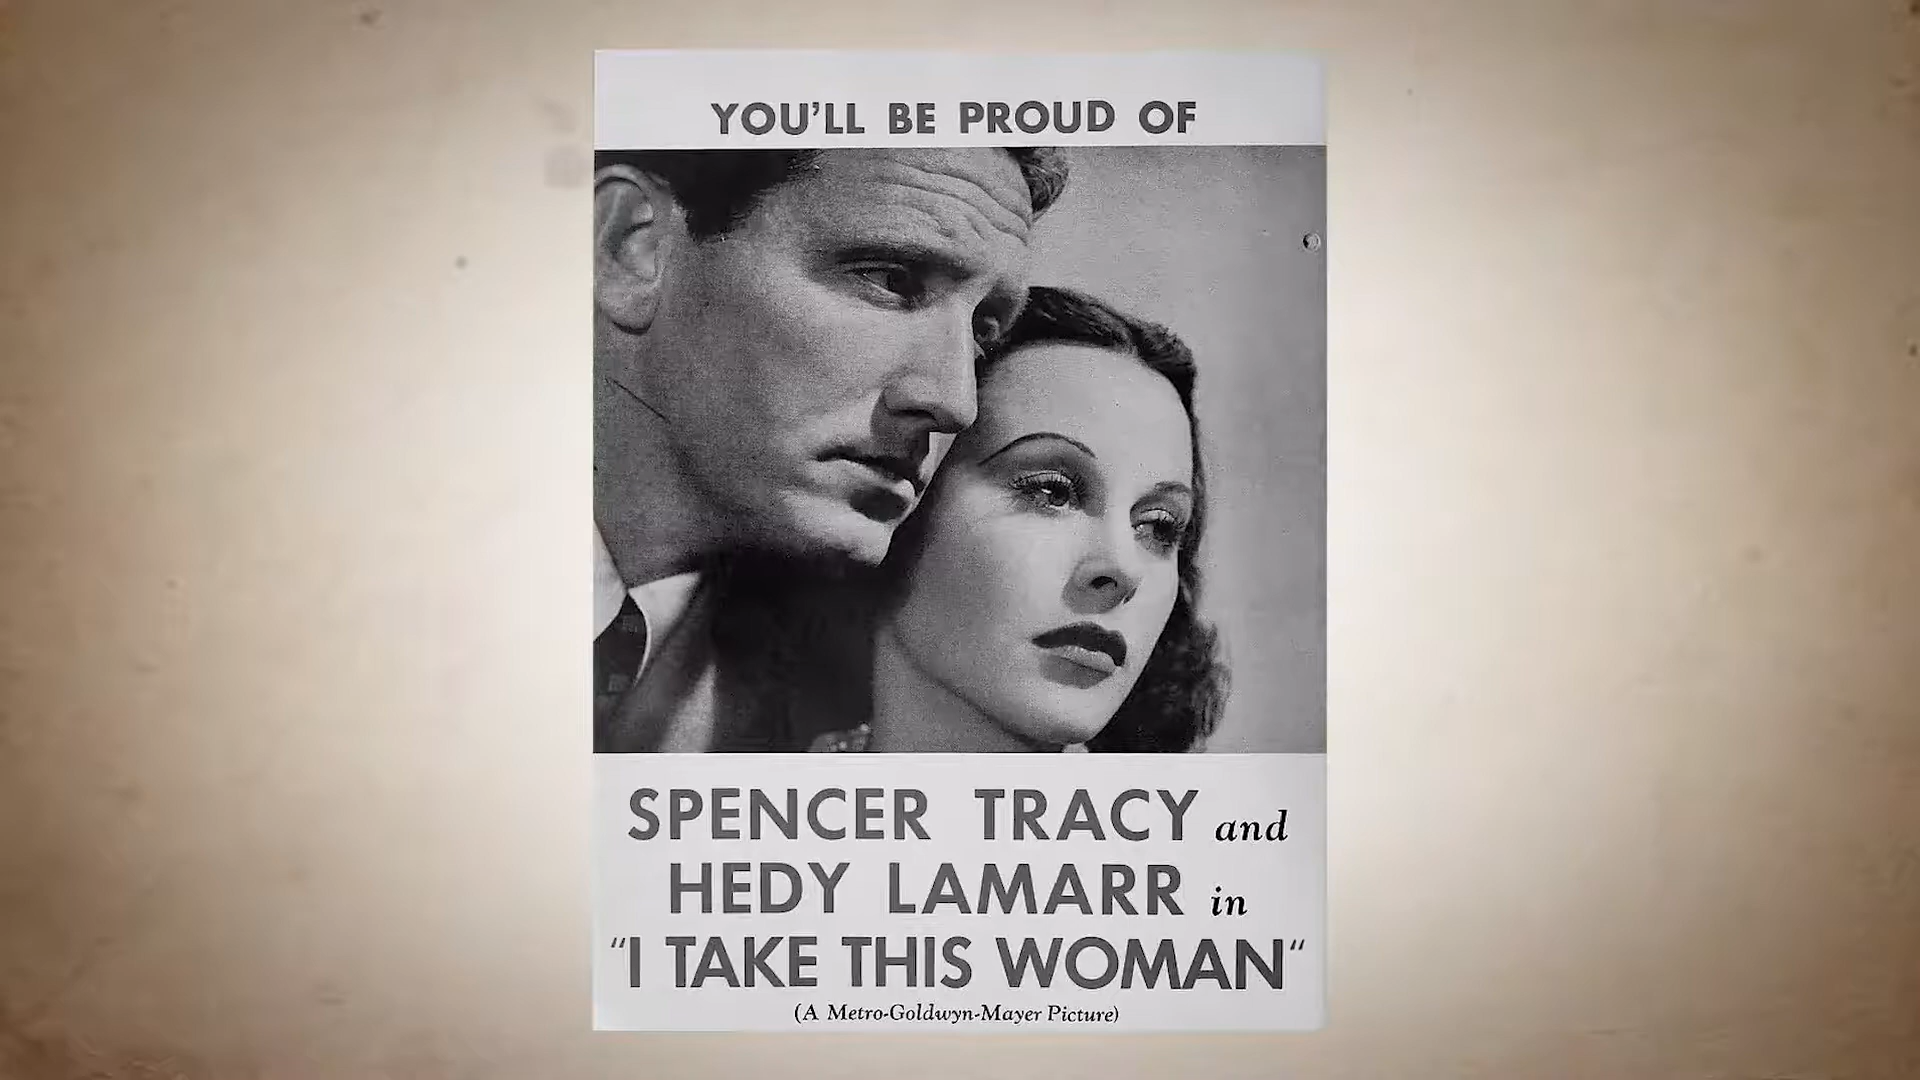 YOU'LL BE PROUD OF
SPENCER TRACY and
HEDY LAMARR in
“I TAKE THIS WOMAN“
(A Metro-Goldwyn-Mayer Picture)